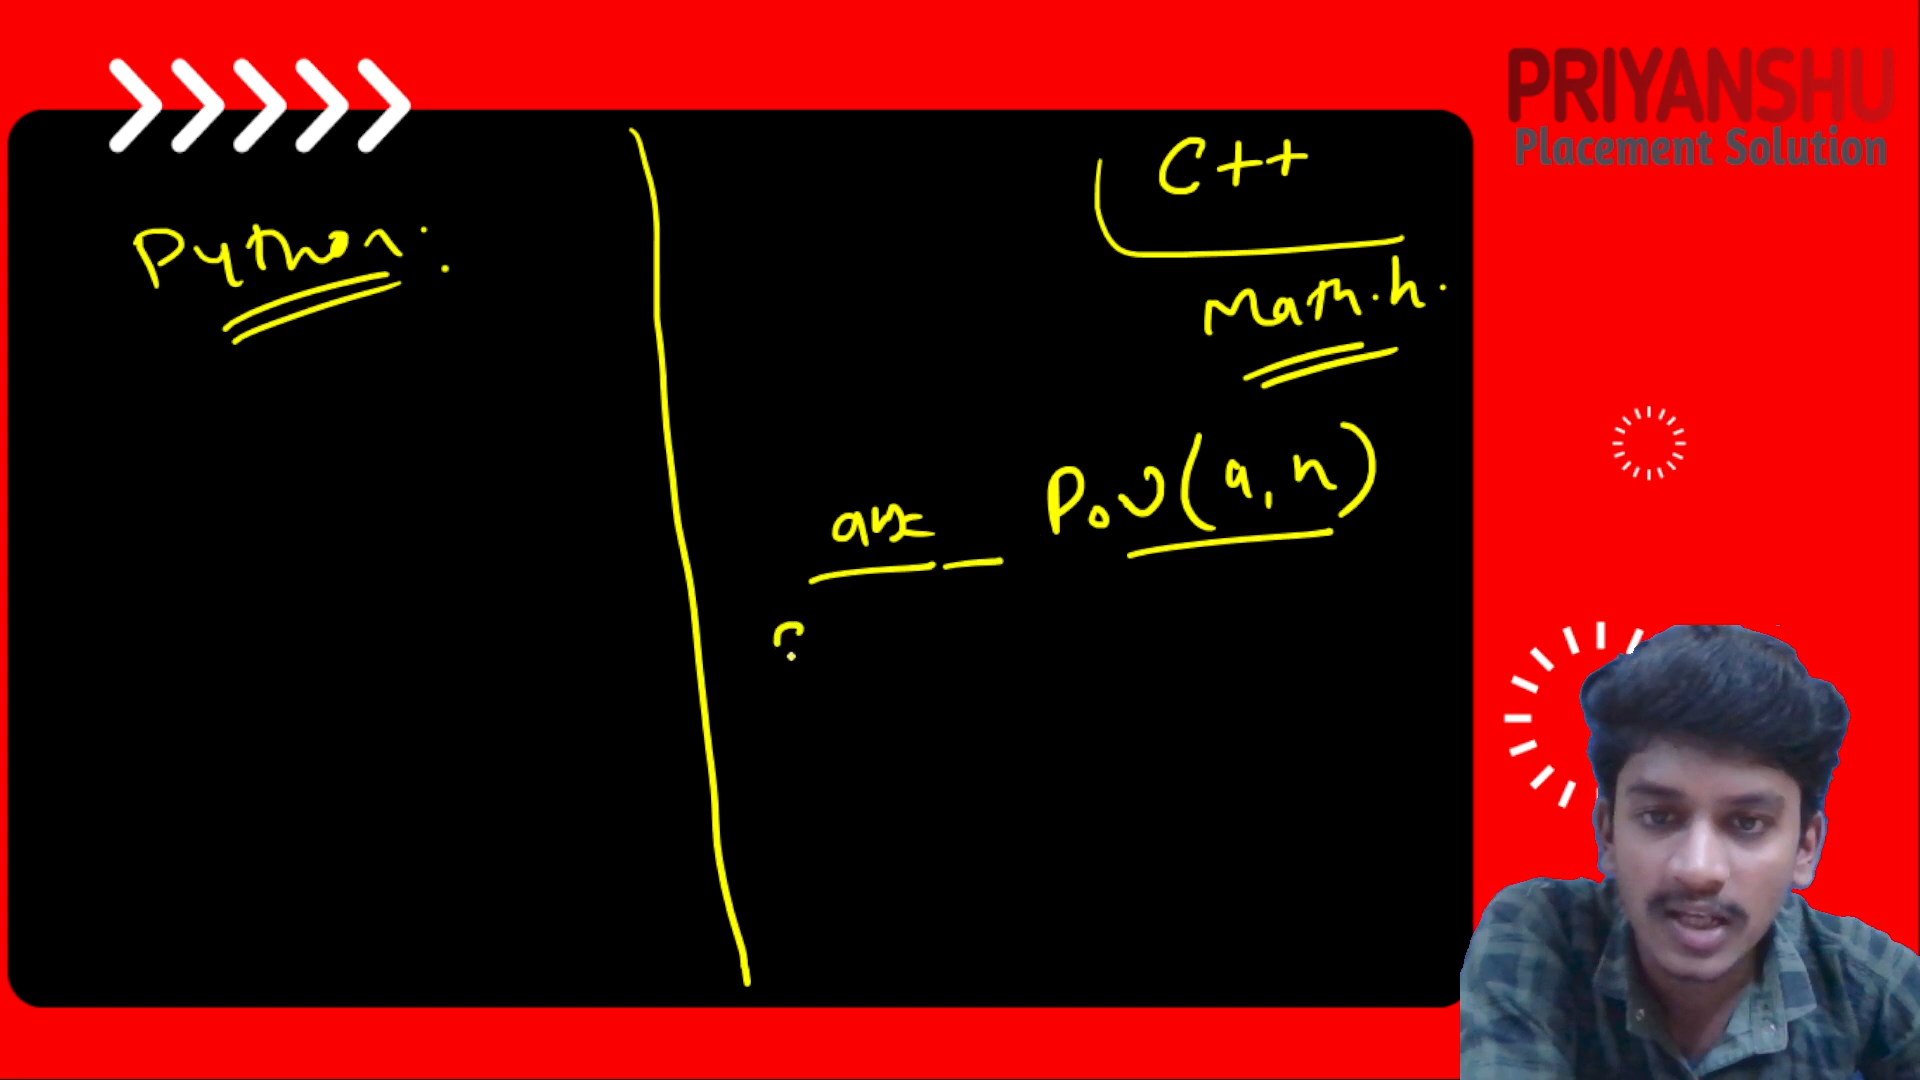 PRIYANSHU
Placement Solution
Python:
C++
Math.h.
ans = Pow(a,n)